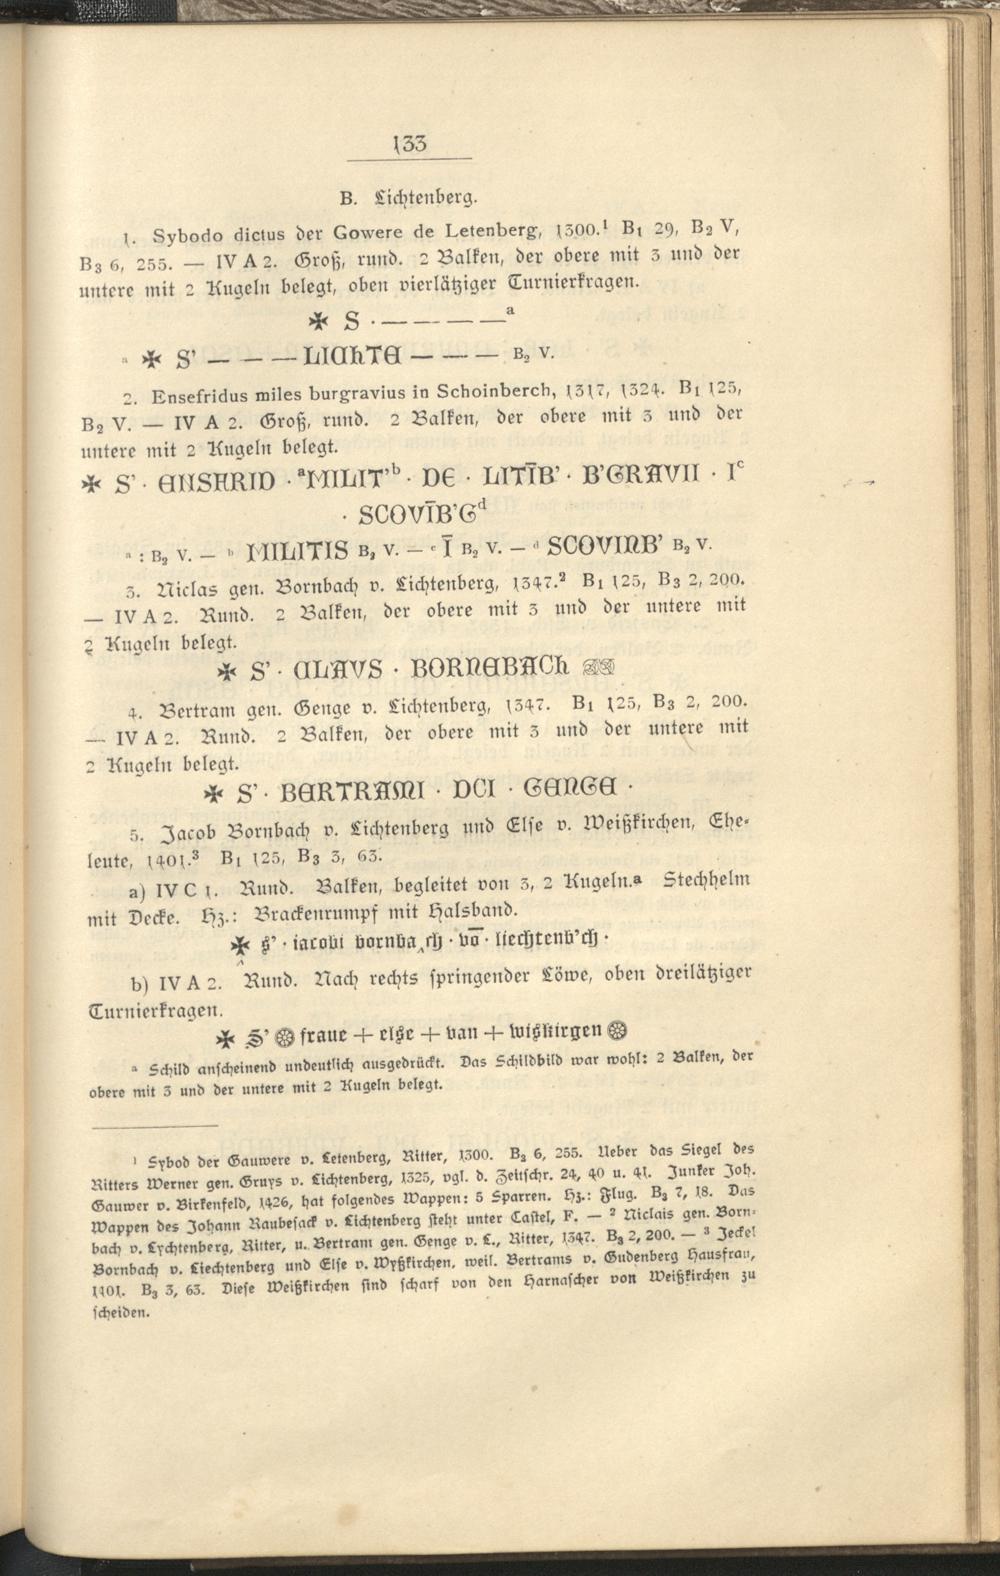 133
B. Lichtenberg.
1. Sybodo dictus der Gowere de Letenberg, 1300.¹ B₁ 29, B₂ V,
B₃ 6, 255. — IV A 2. Groß, rund. 2 Balken, der obere mit 3 und der
untere mit 2 Kugeln belegt, oben vierlätziger Turnierkragen.
✠ S · — — — —ᵃ
ᵃ ✠ S’ — — — LICHTE — — — B₂ V.
2. Ensefridus miles burgravius in Schoinberch, 1317, 1324. B₁ 125,
B₂ V. — IV A 2. Groß, rund. 2 Balken, der obere mit 3 und der
untere mit 2 Kugeln belegt.
✠ S’ · ENSFRID · ᵃMILIT’ᵇ · DE · LITĪB’ · B’GRAVII · Iᶜ
· SCOVĪB’Gᵈ
ᵃ : B₂ V. — ᵇ MILITIS B₂ V. — ᶜ Ī B₂ V. — ᵈ SCOVINB’ B₂ V.
3. Niclas gen. Bornbach v. Lichtenberg, 1347.² B₁ 125, B₃ 2, 200.
— IV A 2. Rund. 2 Balken, der obere mit 3 und der untere mit
2 Kugeln belegt.
✠ S’ · CLAVS · BORNEBACh
4. Bertram gen. Genge v. Lichtenberg, 1347. B₁ 125, B₃ 2, 200.
— IV A 2. Rund. 2 Balken, der obere mit 3 und der untere mit
2 Kugeln belegt.
✠ S’ · BERTRAMI · DCI · GENGE ·
5. Jacob Bornbach v. Lichtenberg und Else v. Weißkirchen, Ehe-
leute, 1401.³ B₁ 125, B₃ 3, 63.
a) IV C 1. Rund. Balken, begleitet von 3, 2 Kugeln.ᵃ Stechhelm
mit Decke. Hz.: Brackenrumpf mit Halsband.
✠ s’ · iacobi bornba‸ch · vō · liechtenb’ch ·
b) IV A 2. Rund. Nach rechts springender Löwe, oben dreilätziger
Turnierkragen.
✠ S’ ❁ fraue + else + van + wiskirgen ❁
ᵃ Schild anscheinend undeutlich ausgedrückt. Das Schildbild war wohl: 2 Balken, der
obere mit 3 und der untere mit 2 Kugeln belegt.
¹ Sybod der Gauwere v. Letenberg, Ritter, 1300. B₃ 6, 255. Ueber das Siegel des
Ritters Werner gen. Gruys v. Lichtenberg, 1325, vgl. d. Zeitschr. 24, 40 u. 41. Junker Joh.
Gauwer v. Birkenfeld, 1426, hat folgendes Wappen: 5 Sparren. Hz.: Flug. B₃ 7, 18. Das
Wappen des Johann Raubesack v. Lichtenberg steht unter Castel, F. — ² Niclais gen. Born-
bach v. Lychtenberg, Ritter, u. Bertram gen. Genge v. L., Ritter, 1347. B₃ 2, 200. — ³ Jeckel
Bornbach v. Liechtenberg und Else v. Wyßkirchen, weil. Bertrams v. Gudenberg Hausfrau,
1401. B₃ 3, 63. Diese Weißkirchen sind scharf von den Harnascher von Weißkirchen zu
scheiden.